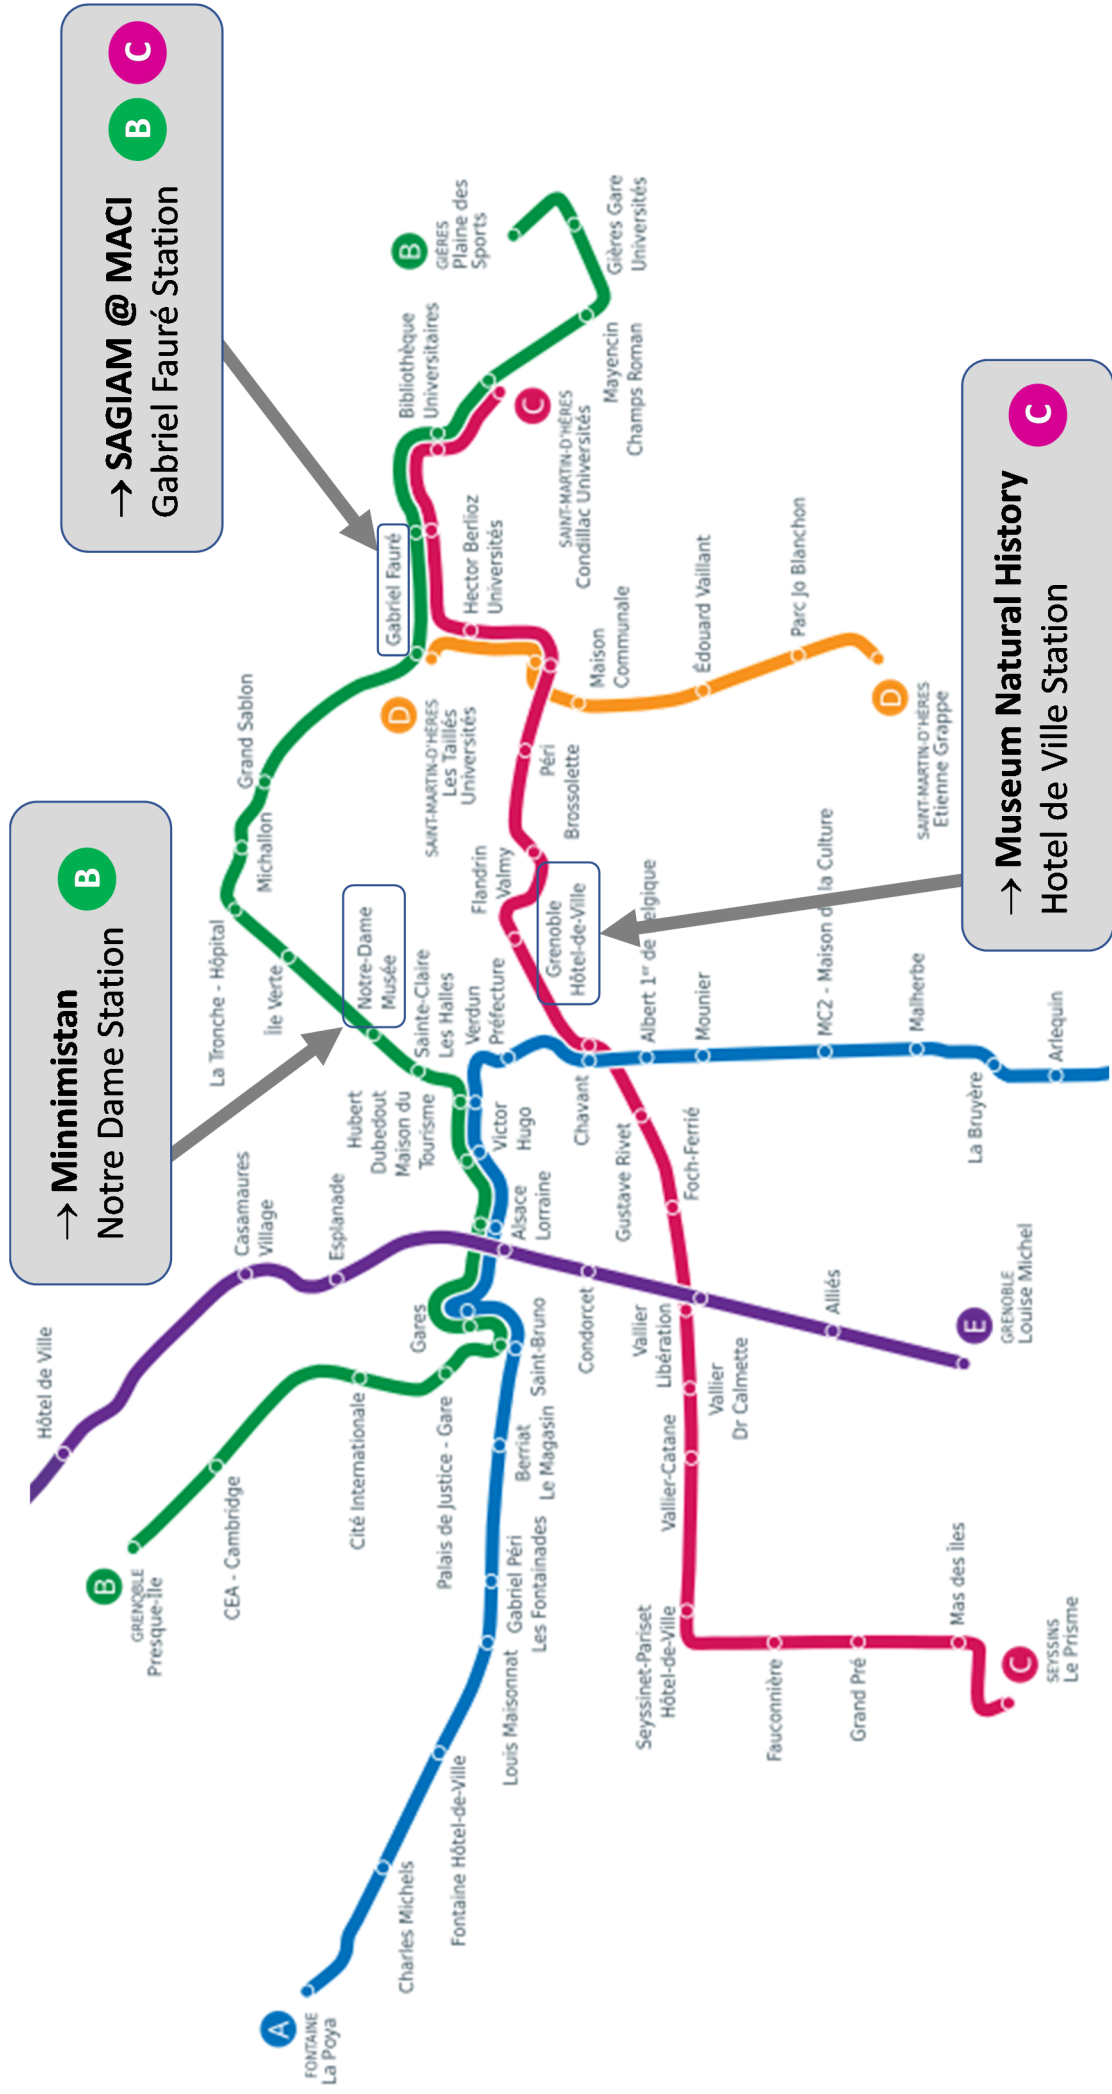 → Minnimistan
Notre Dame Station
B
→ SAGIAM @ MACI
Gabriel Fauré Station
B C
→ Museum Natural History
Hotel de Ville Station
C
A
FONTAINE
La Poya
Charles Michels
Fontaine Hôtel-de-Ville
Louis Maisonnat
Gabriel Péri
Les Fontainades
Berriat
Le Magasin
Saint-Bruno
B
GRENOBLE
Presque-Île
CEA - Cambridge
Cité Internationale
Palais de Justice - Gare
Gares
Hôtel de Ville
Casamaures
Village
Esplanade
Alsace
Lorraine
Condorcet
Vallier
Libération
Alliés
E
GRENOBLE
Louise Michel
Victor
Hugo
Hubert
Dubedout
Maison du
Tourisme
Sainte-Claire
Les Halles
Notre-Dame
Musée
Île Verte
La Tronche - Hôpital
Michallon
Grand Sablon
Verdun
Préfecture
Chavant
Albert 1er de elgique
Mounier
MC2 - Maison d la Culture
Malherbe
La Bruyère
Arlequin
C
SEYSSINS
Le Prisme
Mas des Îles
Grand Pré
Fauconnière
Seyssinet-Pariset
Hôtel-de-Ville
Vallier-Catane
Vallier
Dr Calmette
Foch-Ferrié
Gustave Rivet
Grenoble
Hôtel-de-Ville
Flandrin
Valmy
Péri
Brossolette
D
SAINT-MARTIN-D'HÈRES
Les Taillés
Universités
Gabriel Fauré
Hector Berlioz
Universités
Bibliothèque
Universitaires
C
SAINT-MARTIN-D'HÈRES
Condillac Universités
Mayencin
Champs Roman
Gières Gare
Universités
B
GIÈRES
Plaine des
Sports
Maison
Communale
Édouard Vaillant
Parc Jo Blanchon
D
SAINT-MARTIN-D'HÈRES
Etienne Grappe